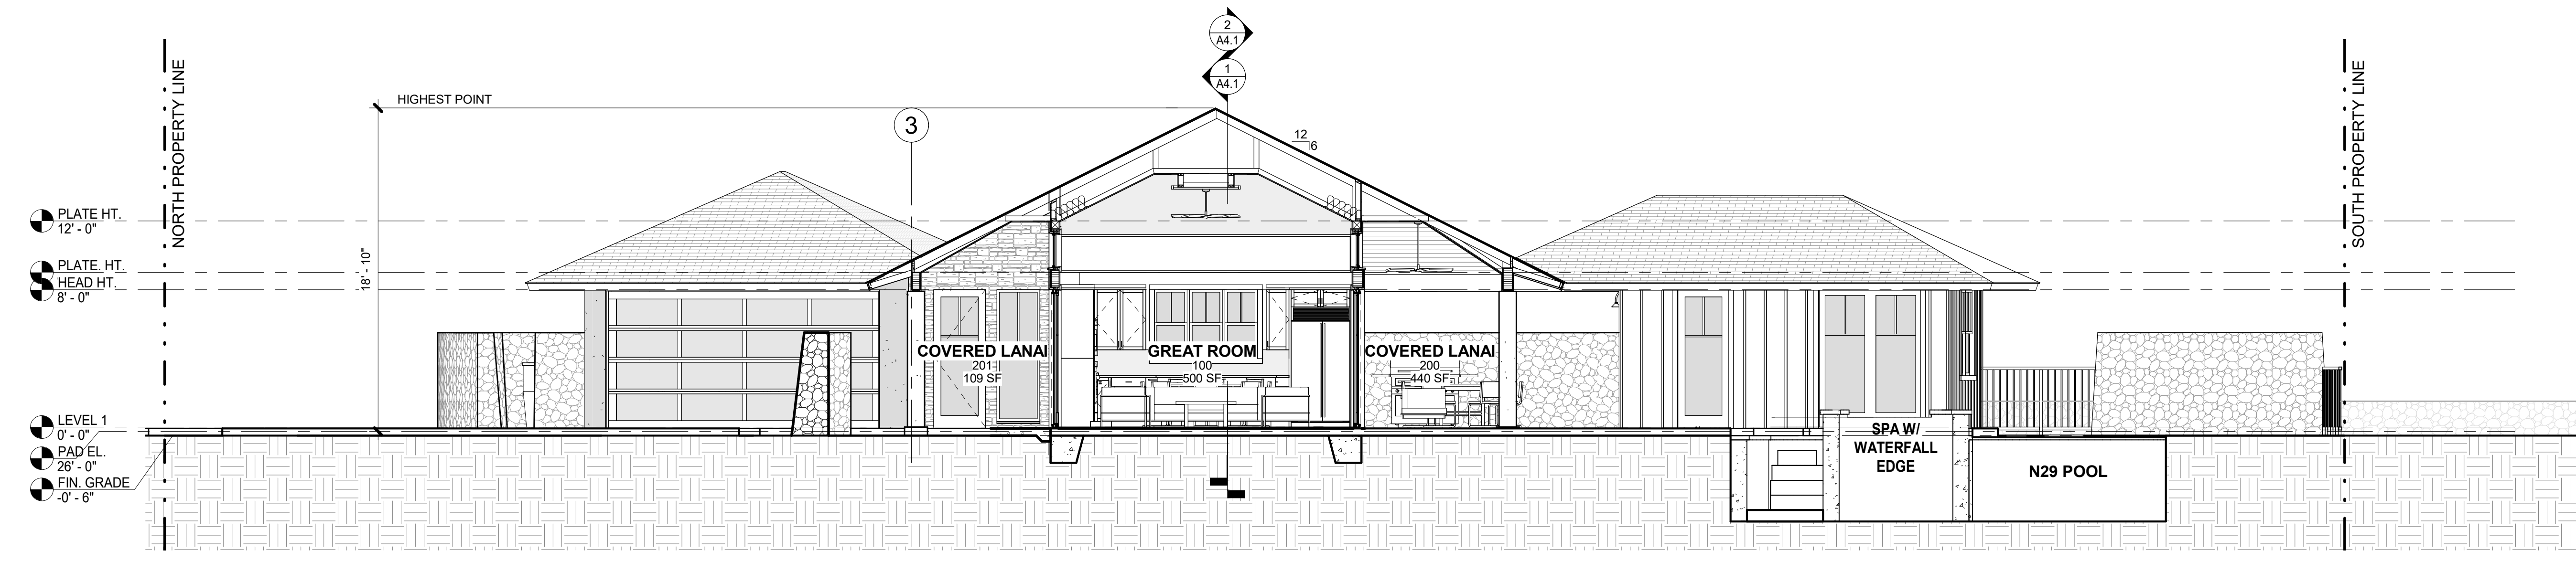 2
A4.1
1
A4.1
NORTH PROPERTY LINE
SOUTH PROPERTY LINE
HIGHEST POINT
3
12
6
18' - 10"
PLATE HT.
12' - 0"
PLATE. HT.
HEAD HT.
8' - 0"
COVERED LANAI
201
109 SF
GREAT ROOM
100
500 SF
COVERED LANAI
200
440 SF
LEVEL 1
0' - 0"
PAD EL.
26' - 0"
FIN. GRADE
-0' - 6"
SPA W/
WATERFALL
EDGE
N29 POOL